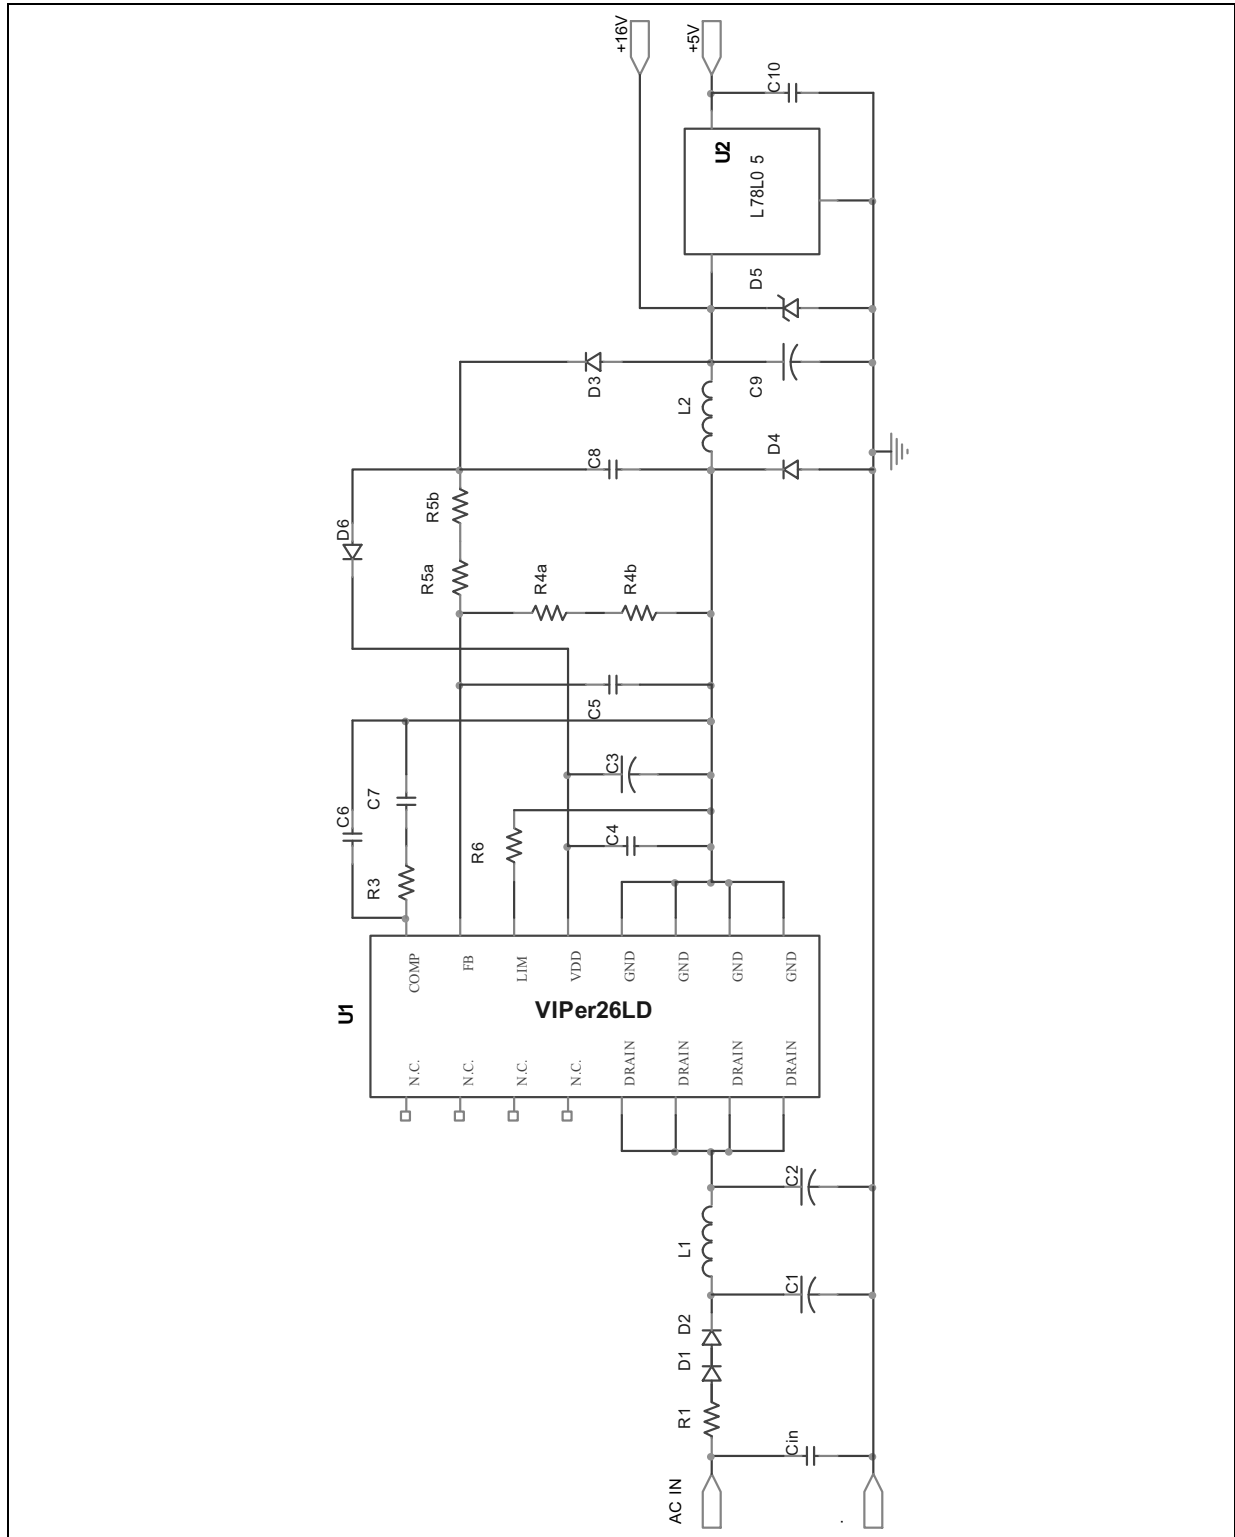 +16V
+5V
C10
U2
L78L0 5
D5
D3
C9
L2
D4
C8
D6
R5b
R5a
R4a
R4b
C5
C3
C6
C7
R6
C4
R3
COMP
FB
LIM
VDD
GND
GND
GND
GND
U1
VIPer26LD
N.C.
N.C.
N.C.
N.C.
DRAIN
DRAIN
DRAIN
DRAIN
C2
L1
C1
D2
D1
R1
Cin
AC IN
.